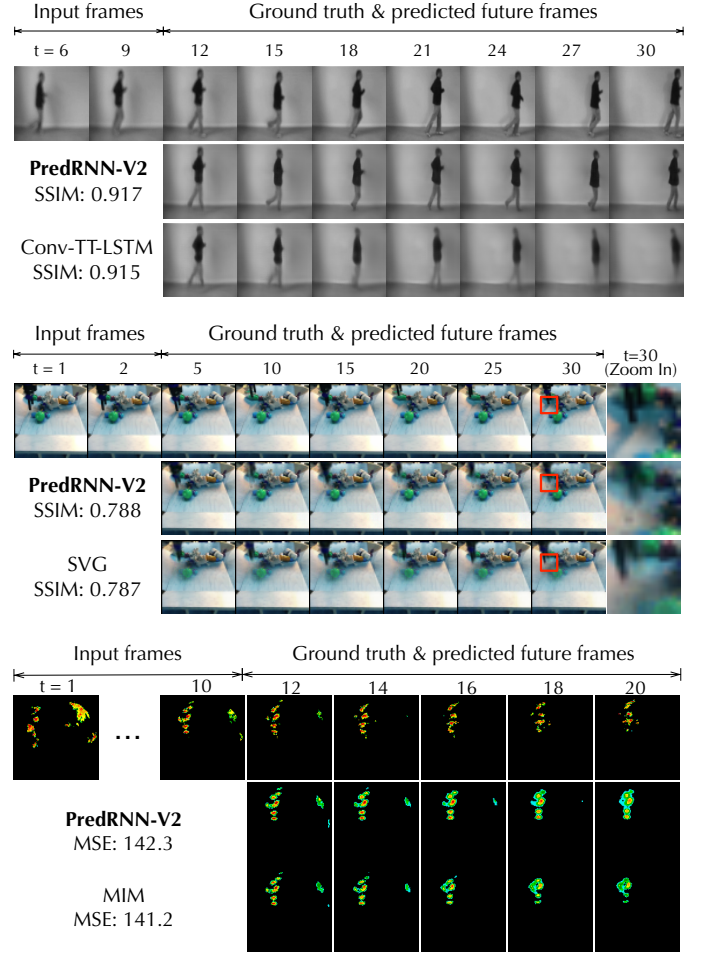 Input frames Ground truth & predicted future frames
t = 6 9 12 15 18 21 24 27 30
PredRNN-V2
SSIM: 0.917
Conv-TT-LSTM
SSIM: 0.915
Input frames Ground truth & predicted future frames
t = 1 2 5 10 15 20 25 30 t=30
(Zoom In)
PredRNN-V2
SSIM: 0.788
SVG
SSIM: 0.787
Input frames Ground truth & predicted future frames
t = 1 10 12 14 16 18 20
...
PredRNN-V2
MSE: 142.3
MIM
MSE: 141.2